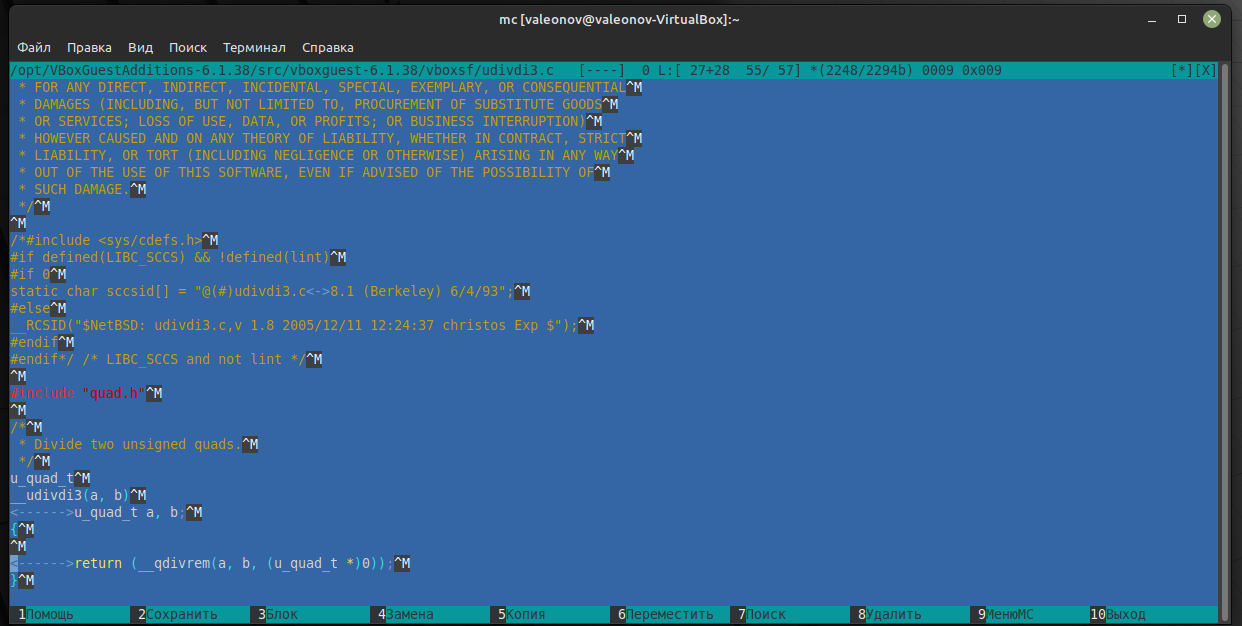 mc [valeonov@valeonov-VirtualBox]:~
Файл Правка Вид Поиск Терминал Справка
/opt/VBoxGuestAdditions-6.1.38/src/vboxguest-6.1.38/vboxsf/udivdi3.c [----] 0 L:[ 27+28 55/ 57] *(2248/2294b) 0009 0x009 [*][X]
* FOR ANY DIRECT, INDIRECT, INCIDENTAL, SPECIAL, EXEMPLARY, OR CONSEQUENTIAL^M
* DAMAGES (INCLUDING, BUT NOT LIMITED TO, PROCUREMENT OF SUBSTITUTE GOODS^M
* OR SERVICES; LOSS OF USE, DATA, OR PROFITS; OR BUSINESS INTERRUPTION)^M
* HOWEVER CAUSED AND ON ANY THEORY OF LIABILITY, WHETHER IN CONTRACT, STRICT^M
* LIABILITY, OR TORT (INCLUDING NEGLIGENCE OR OTHERWISE) ARISING IN ANY WAY^M
* OUT OF THE USE OF THIS SOFTWARE, EVEN IF ADVISED OF THE POSSIBILITY OF^M
* SUCH DAMAGE.^M
*/^M
^M
/*#include <sys/cdefs.h>^M
#if defined(LIBC_SCCS) && !defined(lint)^M
#if 0^M
static char sccsid[] = "@(#)udivdi3.c<->8.1 (Berkeley) 6/4/93";^M
#else^M
__RCSID("$NetBSD: udivdi3.c,v 1.8 2005/12/11 12:24:37 christos Exp $");^M
#endif^M
#endif*/ /* LIBC_SCCS and not lint */^M
^M
#include "quad.h"^M
^M
/*^M
* Divide two unsigned quads.^M
*/^M
u_quad_t^M
__udivdi3(a, b)^M
<------>u_quad_t a, b;^M
{^M
^M
<------>return (__qdivrem(a, b, (u_quad_t *)0));^M
}^M
1Помощь 2Сохранить 3Блок 4Замена 5Копия 6Переместить 7Поиск 8Удалить 9МенюМС 10Выход